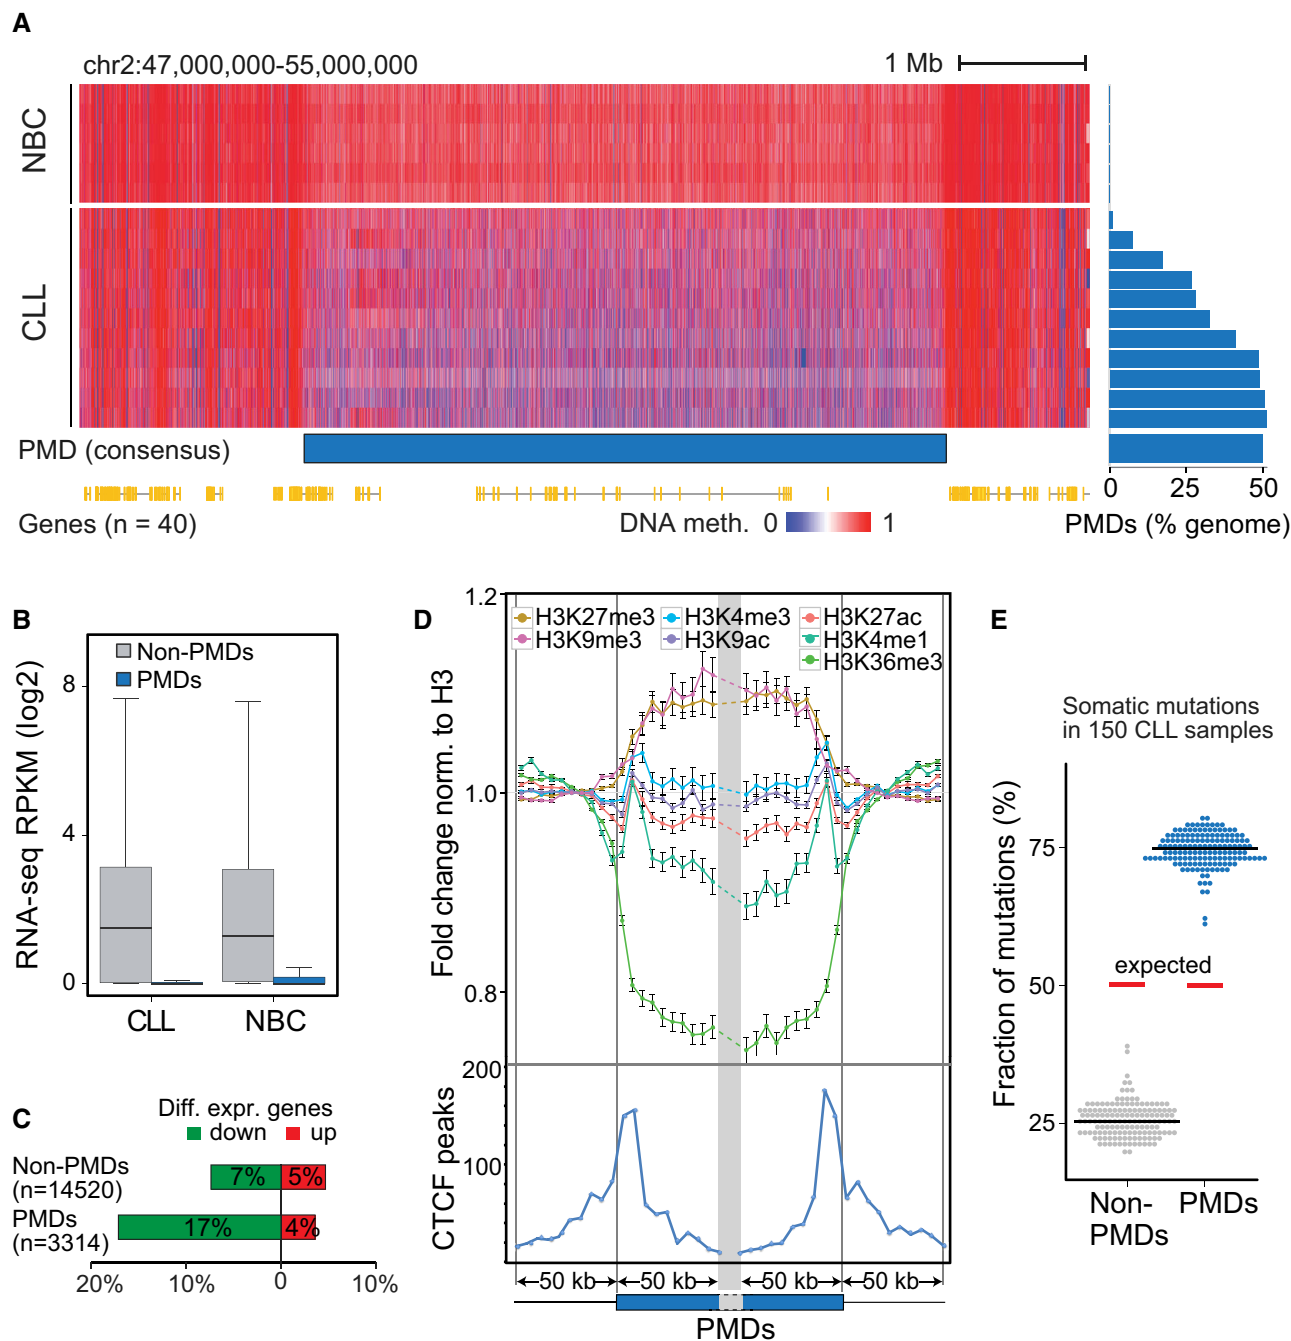 A
chr2:47,000,000-55,000,000
1 Mb
NBC
CLL
PMD (consensus)
Genes (n = 40)
DNA meth. 0 1
0 25 50
PMDs (% genome)
B
RNA-seq RPKM (log2)
8
4
0
Non-PMDs
PMDs
CLL NBC
C
Diff. expr. genes
down up
Non-PMDs
(n=14520)
7% 5%
PMDs
(n=3314)
17% 4%
20% 10% 0 10%
D
Fold change norm. to H3
1.2
1.0
0.8
H3K27me3 H3K4me3 H3K27ac
H3K9me3 H3K9ac H3K4me1
H3K36me3
CTCF peaks
200
100
50 kb 50 kb 50 kb 50 kb
PMDs
E
Somatic mutations
in 150 CLL samples
Fraction of mutations (%)
75
50
25
expected
Non-
PMDs
PMDs